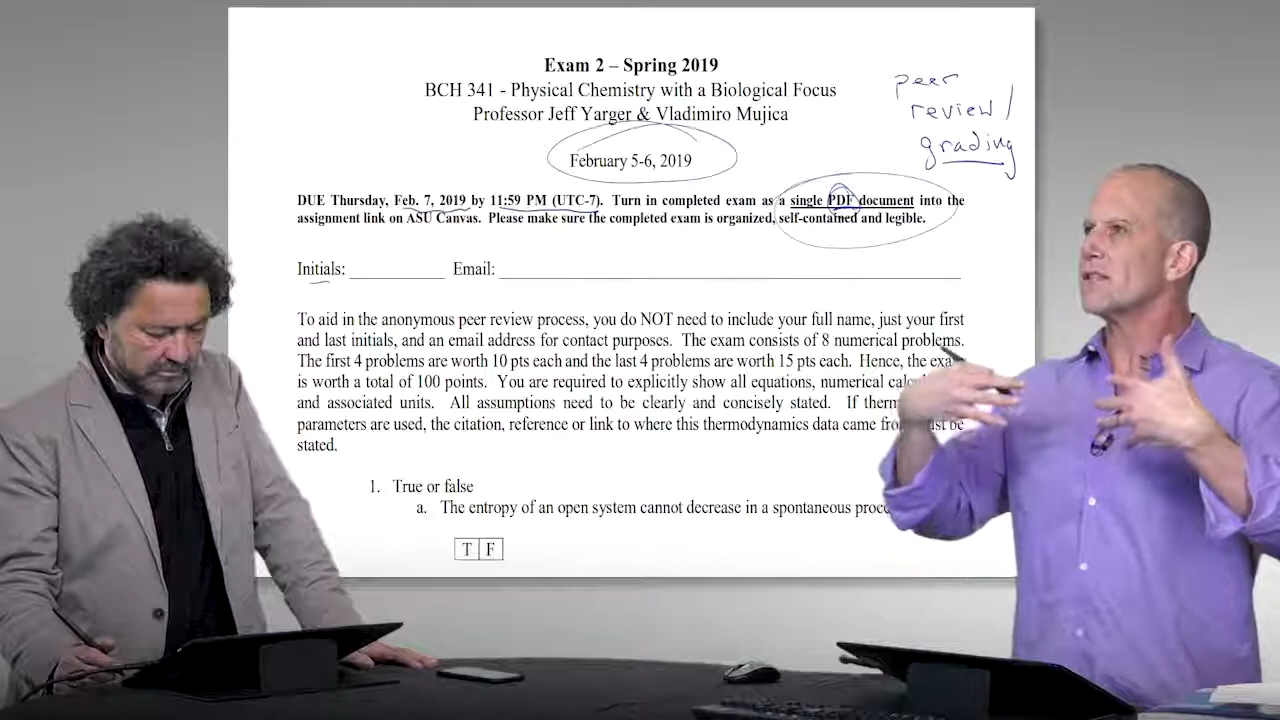 Exam 2 – Spring 2019
BCH 341 - Physical Chemistry with a Biological Focus
Professor Jeff Yarger & Vladimiro Mujica
February 5-6, 2019
peer
review/
grading
DUE Thursday, Feb. 7, 2019 by 11:59 PM (UTC-7). Turn in completed exam as a single PDF document into the
assignment link on ASU Canvas. Please make sure the completed exam is organized, self-contained and legible.
Initials: __________ Email: __________
To aid in the anonymous peer review process, you do NOT need to include your full name, just your first
and last initials, and an email address for contact purposes. The exam consists of 8 numerical problems.
The first 4 problems are worth 10 pts each and the last 4 problems are worth 15 pts each. Hence, the
is worth a total of 100 points. You are required to explicitly show all equations, numerical
and associated units. All assumptions need to be clearly and concisely stated. If
parameters are used, the citation, reference or link to where this thermodynamics data came be
stated.
1. True or false
a. The entropy of an open system cannot decrease in a spontaneous
T F